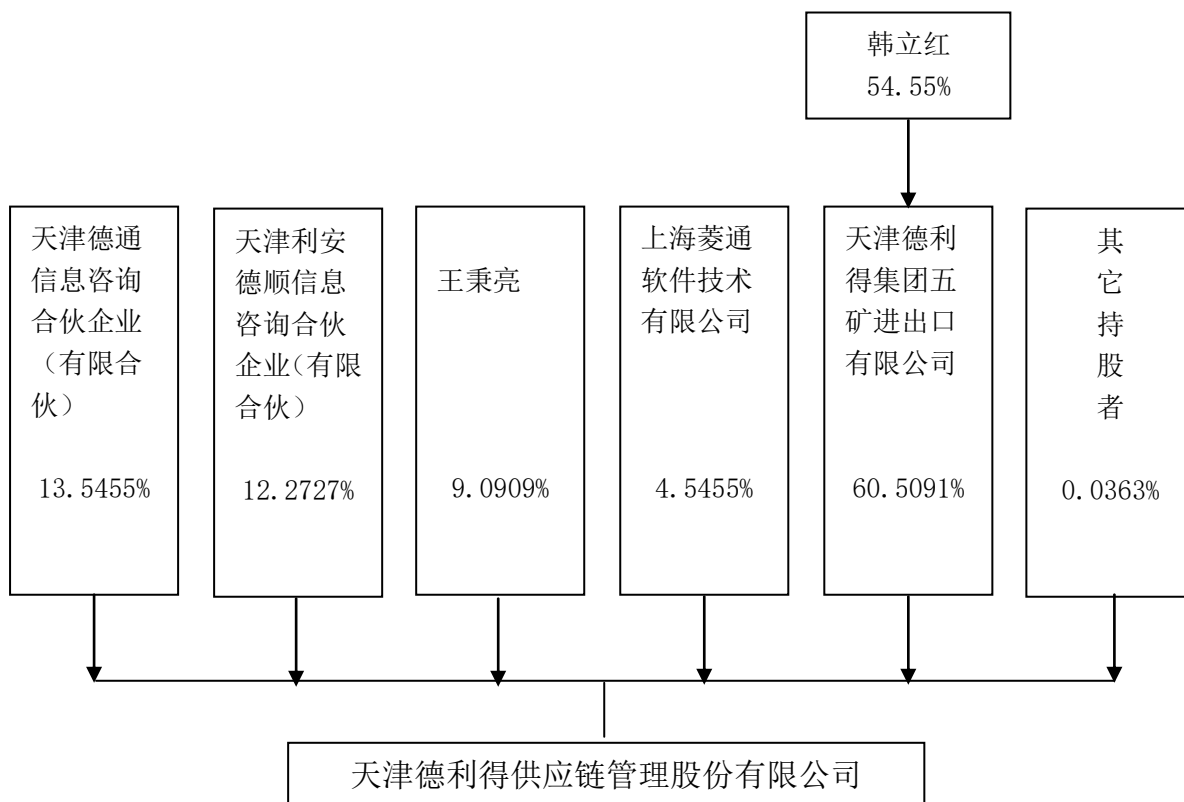 韩立红
54.55%
天津德通
信息咨询
合伙企业
（有限合
伙）
13.5455%
天津利安
德顺信息
咨询合伙
企业（有限
合伙）
12.2727%
王秉亮
9.0909%
上海菱通
软件技术
有限公司
4.5455%
天津德利
得集团五
矿进出口
有限公司
60.5091%
其
它
持
股
者
0.0363%
天津德利得供应链管理股份有限公司